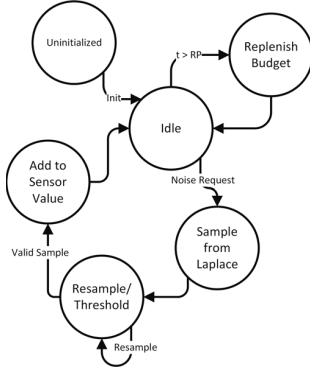 Uninitialized
Replenish
Budget
t > RP
Init
Idle
Add to
Sensor
Value
Noise Request
Sample
from
Laplace
Valid Sample
Resample/
Threshold
Resample